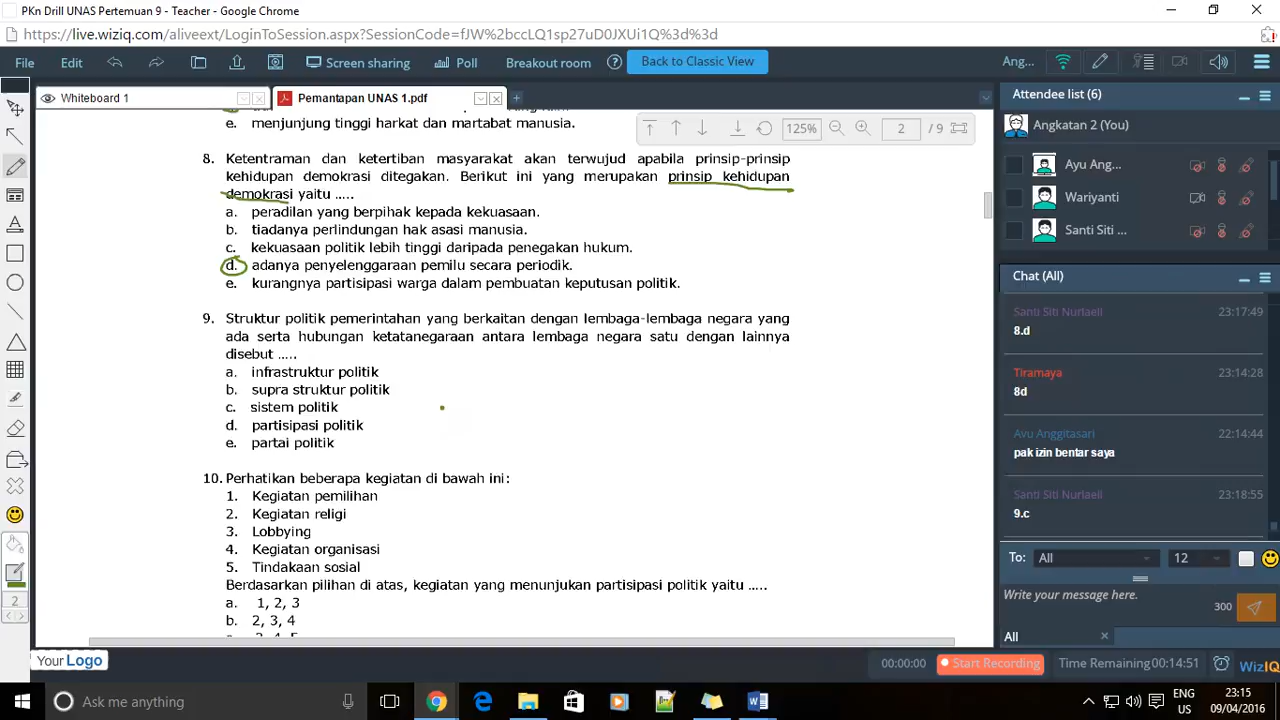 PKn Drill UNAS Pertemuan 9 - Teacher - Google Chrome
https://live.wiziq.com/aliveext/LoginToSession.aspx?SessionCode=fJW%2bccLQ1sp27uD0JXUi1Q%3d%3d
File Edit Screen sharing Poll Breakout room ? Back to Classic View Ang...
Whiteboard 1 Pemantapan UNAS 1.pdf
Attendee list (6)
125% 2 / 9
Angkatan 2 (You)
Ayu Ang...
Wariyanti
Santi Siti ...
e. menjunjung tinggi harkat dan martabat manusia.
8. Ketentraman dan ketertiban masyarakat akan terwujud apabila prinsip-prinsip
kehidupan demokrasi ditegakan. Berikut ini yang merupakan prinsip kehidupan
demokrasi yaitu .....
a. peradilan yang berpihak kepada kekuasaan.
b. tiadanya perlindungan hak asasi manusia.
c. kekuasaan politik lebih tinggi daripada penegakan hukum.
d. adanya penyelenggaraan pemilu secara periodik.
e. kurangnya partisipasi warga dalam pembuatan keputusan politik.
9. Struktur politik pemerintahan yang berkaitan dengan lembaga-lembaga negara yang
ada serta hubungan ketatanegaraan antara lembaga negara satu dengan lainnya
disebut .....
a. infrastruktur politik
b. supra struktur politik
c. sistem politik
d. partisipasi politik
e. partai politik
10. Perhatikan beberapa kegiatan di bawah ini:
1. Kegiatan pemilihan
2. Kegiatan religi
3. Lobbying
4. Kegiatan organisasi
5. Tindakaan sosial
Berdasarkan pilihan di atas, kegiatan yang menunjukan partisipasi politik yaitu .....
a. 1, 2, 3
b. 2, 3, 4
Chat (All)
Santi Siti Nurlaeli 23:17:49
8.d
Tiramaya 23:14:28
8d
Avu Anggitasari 22:14:44
pak izin bentar saya
Santi Siti Nurlaeli 23:18:55
9.c
To: All 12
Write your message here.
300
All
2
Your Logo
00:00:00 Start Recording Time Remaining 00:14:51 WizIQ
Ask me anything
ENG
US
23:15
09/04/2016